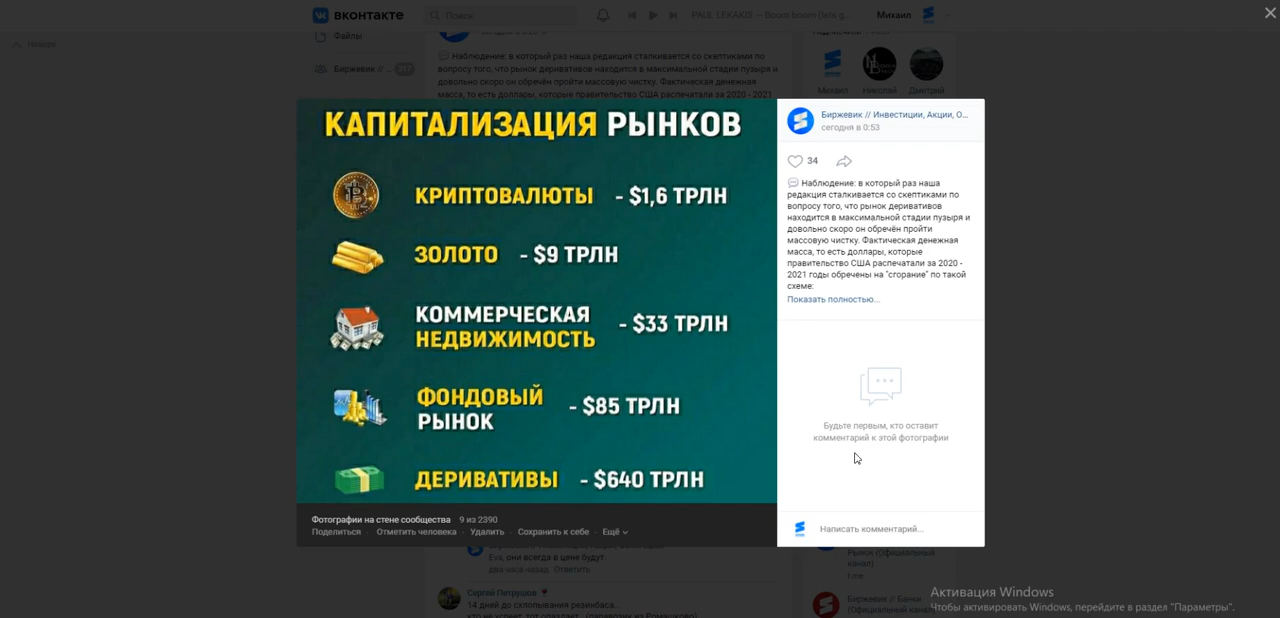 вконтакте
Поиск
PAUL LEKAKIS — Boom boom (lets g...
Михаил
Файлы
Биржевик // ...
217
Михаил
Николай
Дмитрий
Наблюдение: в который раз наша редакция сталкивается со скептиками по
вопросу того, что рынок деривативов находится в максимальной стадии пузыря и
довольно скоро он обречён пройти массовую чистку. Фактическая денежная
масса, то есть доллары, которые правительство США распечатали за 2020 - 2021
КАПИТАЛИЗАЦИЯ РЫНКОВ
КРИПТОВАЛЮТЫ - $1,6 ТРЛН
ЗОЛОТО - $9 ТРЛН
КОММЕРЧЕСКАЯ
НЕДВИЖИМОСТЬ - $33 ТРЛН
ФОНДОВЫЙ
РЫНОК - $85 ТРЛН
ДЕРИВАТИВЫ - $640 ТРЛН
Фотографии на стене сообщества 9 из 2390
Поделиться · Отметить человека · Удалить · Сохранить к себе · Ещё
Биржевик // Инвестиции, Акции, О...
сегодня в 0:53
34
Наблюдение: в который раз наша
редакция сталкивается со скептиками по
вопросу того, что рынок деривативов
находится в максимальной стадии пузыря и
довольно скоро он обречён пройти
массовую чистку. Фактическая денежная
масса, то есть доллары, которые
правительство США распечатали за 2020 -
2021 годы обречены на "сгорание" по такой
схеме:
Показать полностью...
Будьте первым, кто оставит
комментарий к этой фотографии
Написать комментарий...
Eva, они всегда в цене будут
два часа назад Ответить
Сергей Петрушов
14 дней до схлопывания резенбаса...
Рынок (Официальный
канал)
t.me
Биржевик // Банки
(Официальный канал)
Активация Windows
Чтобы активировать Windows, перейдите в раздел "Параметры".